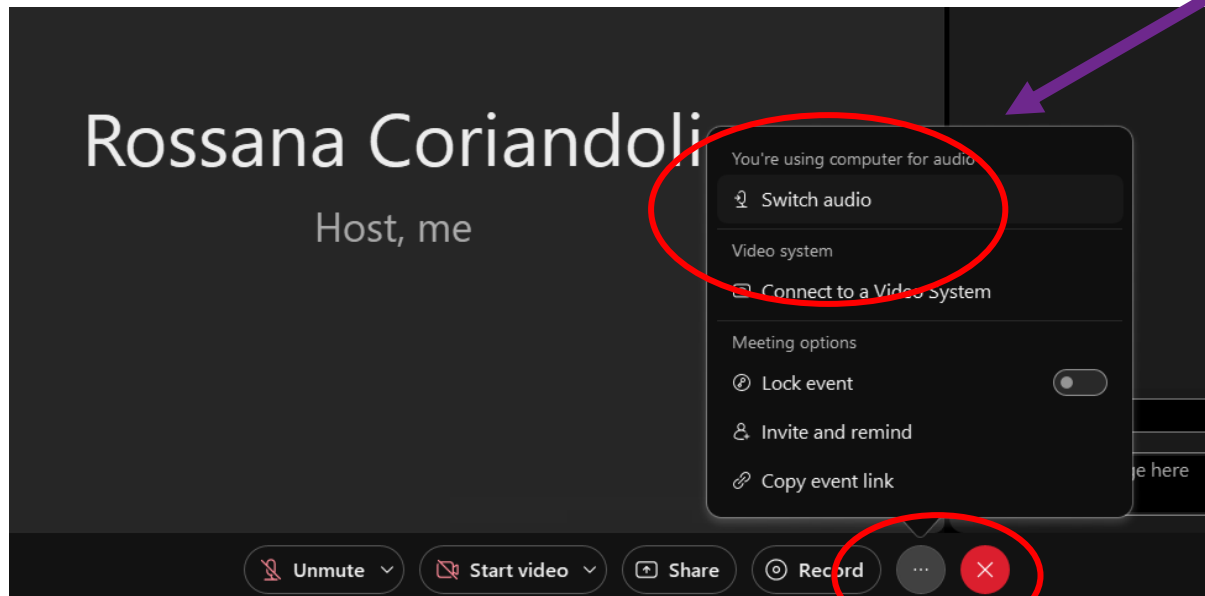 Rossana Coriandoli
Host, me
You're using computer for audio
Switch audio
Video system
Connect to a Video System
Meeting options
Lock event
Invite and remind
Copy event link
here
Unmute
Start video
Share
Record